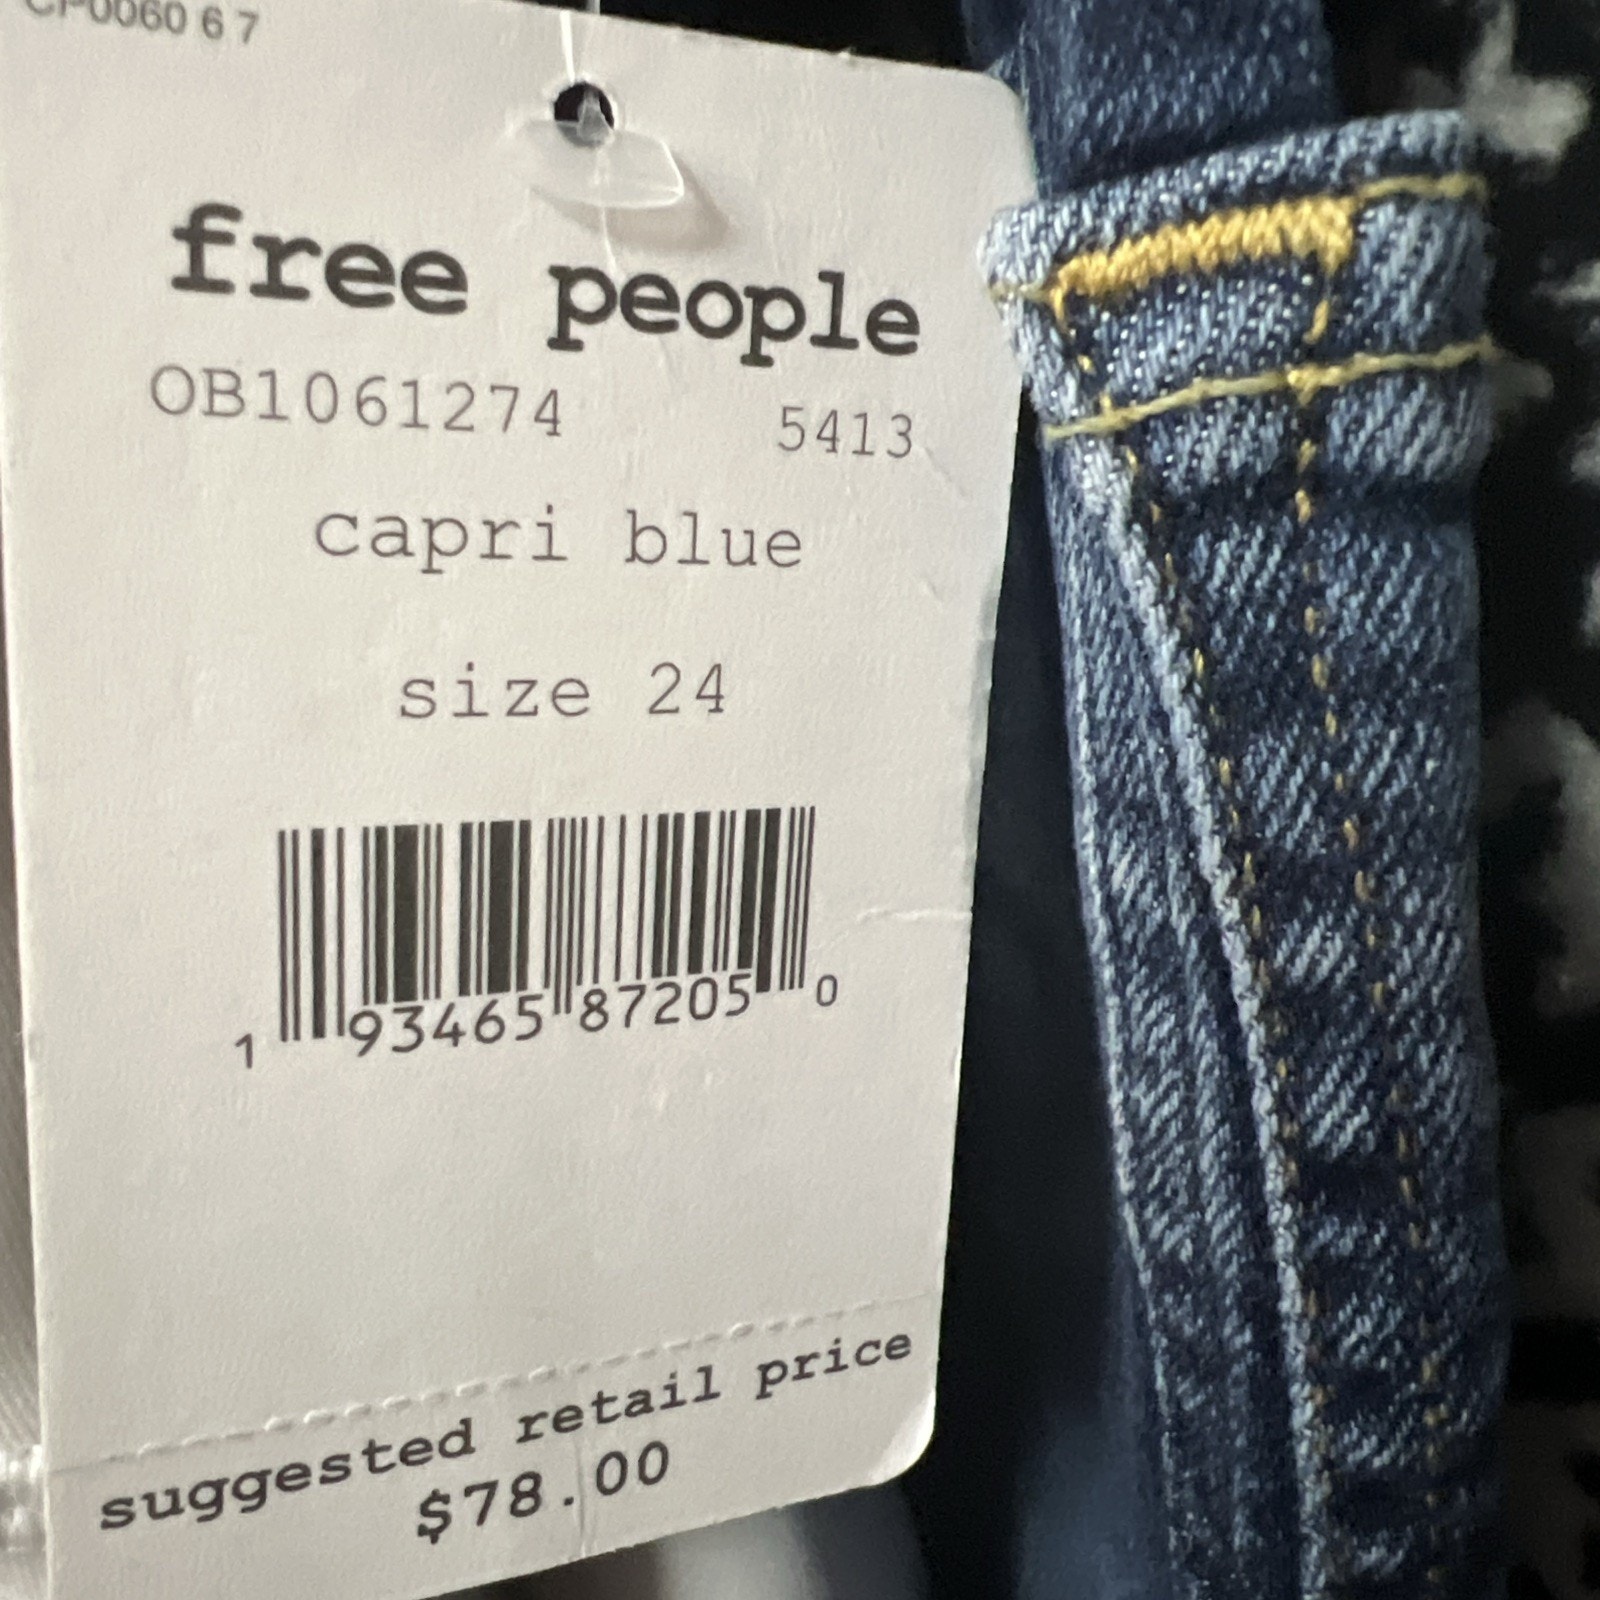 CP0060 6 7
free people
OB1061274 5413
capri blue
size 24
1 93465 87205 0
suggested retail price
$78.00